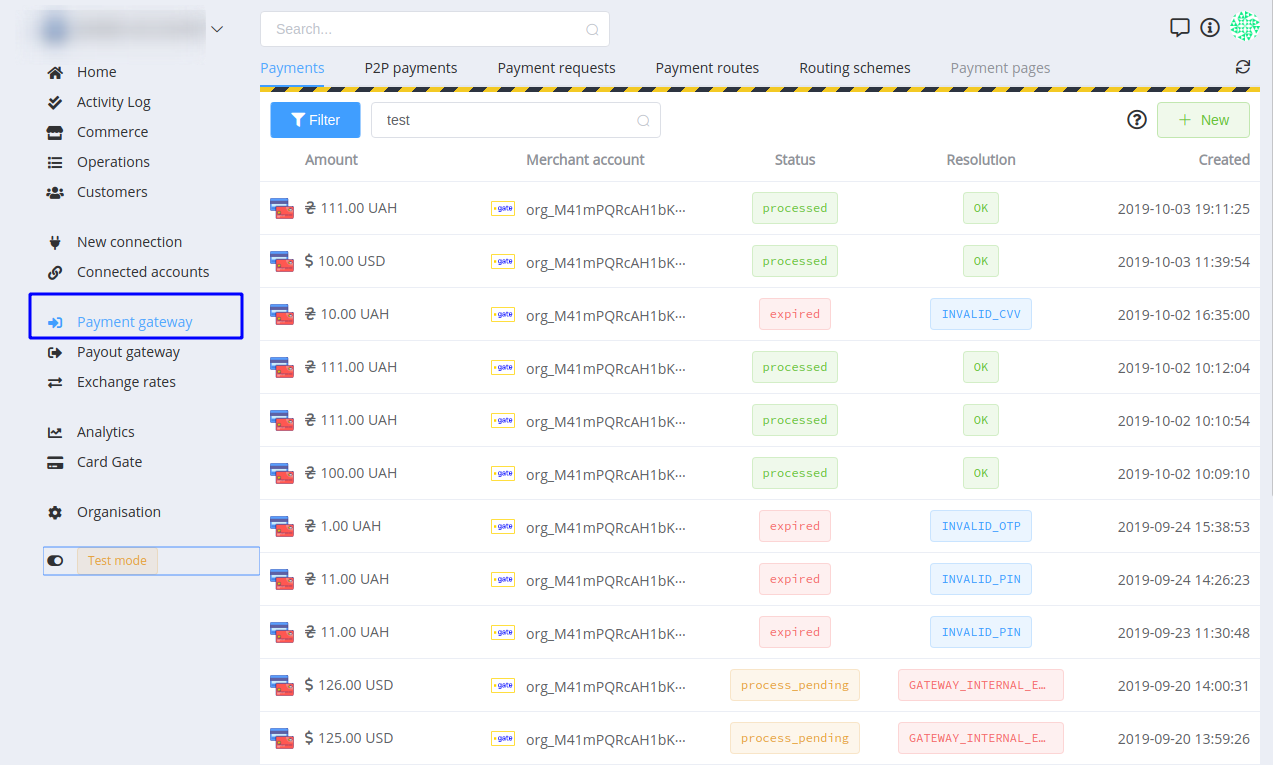 Search...
Home
Activity Log
Commerce
Operations
Customers
New connection
Connected accounts
Payment gateway
Payout gateway
Exchange rates
Analytics
Card Gate
Organisation
Test mode
Payments P2P payments Payment requests Payment routes Routing schemes Payment pages
Filter test New
Amount Merchant account Status Resolution Created
₴ 111.00 UAH gate org_M41mPQRcAH1bK··· processed OK 2019-10-03 19:11:25
$ 10.00 USD gate org_M41mPQRcAH1bK··· processed OK 2019-10-03 11:39:54
₴ 10.00 UAH gate org_M41mPQRcAH1bK··· expired INVALID_CVV 2019-10-02 16:35:00
₴ 111.00 UAH gate org_M41mPQRcAH1bK··· processed OK 2019-10-02 10:12:04
₴ 111.00 UAH gate org_M41mPQRcAH1bK··· processed OK 2019-10-02 10:10:54
₴ 100.00 UAH gate org_M41mPQRcAH1bK··· processed OK 2019-10-02 10:09:10
₴ 1.00 UAH gate org_M41mPQRcAH1bK··· expired INVALID_OTP 2019-09-24 15:38:53
₴ 11.00 UAH gate org_M41mPQRcAH1bK··· expired INVALID_PIN 2019-09-24 14:26:23
₴ 11.00 UAH gate org_M41mPQRcAH1bK··· expired INVALID_PIN 2019-09-23 11:30:48
$ 126.00 USD gate org_M41mPQRcAH1bK··· process_pending GATEWAY_INTERNAL_E... 2019-09-20 14:00:31
$ 125.00 USD gate org_M41mPQRcAH1bK··· process_pending GATEWAY_INTERNAL_E... 2019-09-20 13:59:26